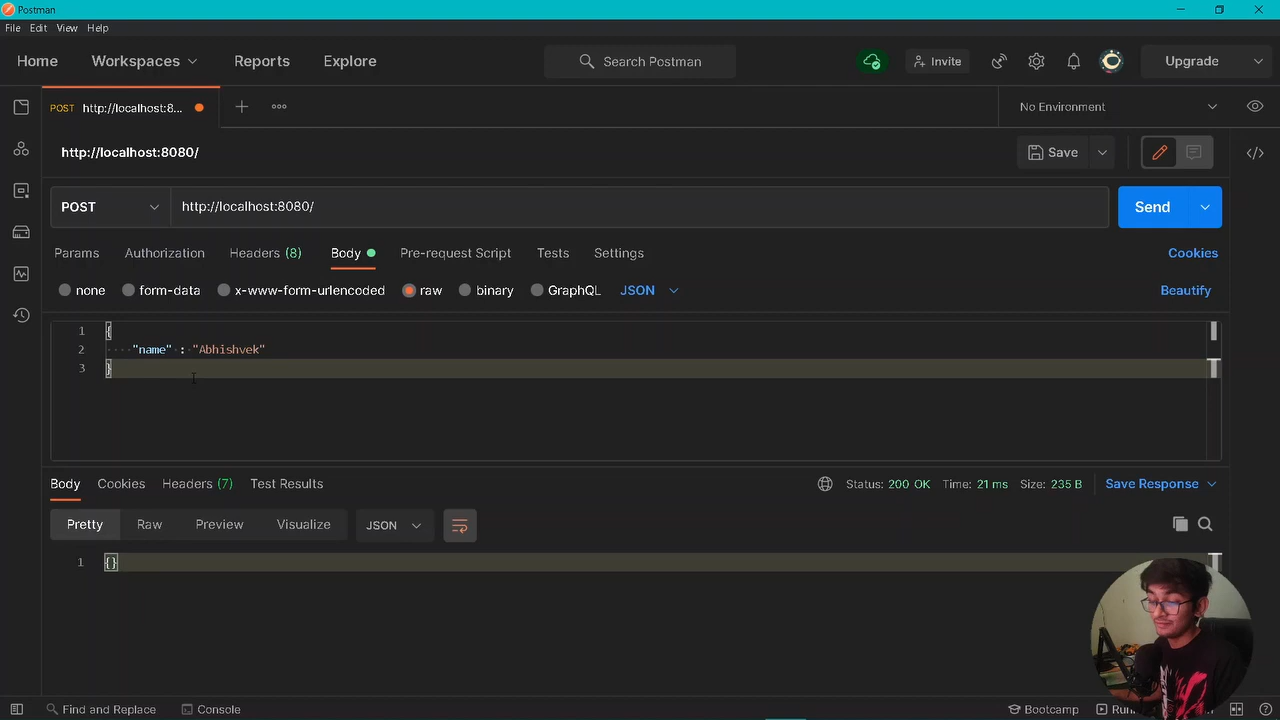 Postman
File Edit View Help
Home Workspaces Reports Explore Search Postman Invite Upgrade
POST http://localhost:8... No Environment
http://localhost:8080/ Save
POST http://localhost:8080/ Send
Params Authorization Headers (8) Body Pre-request Script Tests Settings Cookies
none form-data x-www-form-urlencoded raw binary GraphQL JSON Beautify
1 {
2 "name" : "Abhishvek"
3 }
Body Cookies Headers (7) Test Results Status: 200 OK Time: 21 ms Size: 235 B Save Response
Pretty Raw Preview Visualize JSON
1 {}
Find and Replace Console Bootcamp